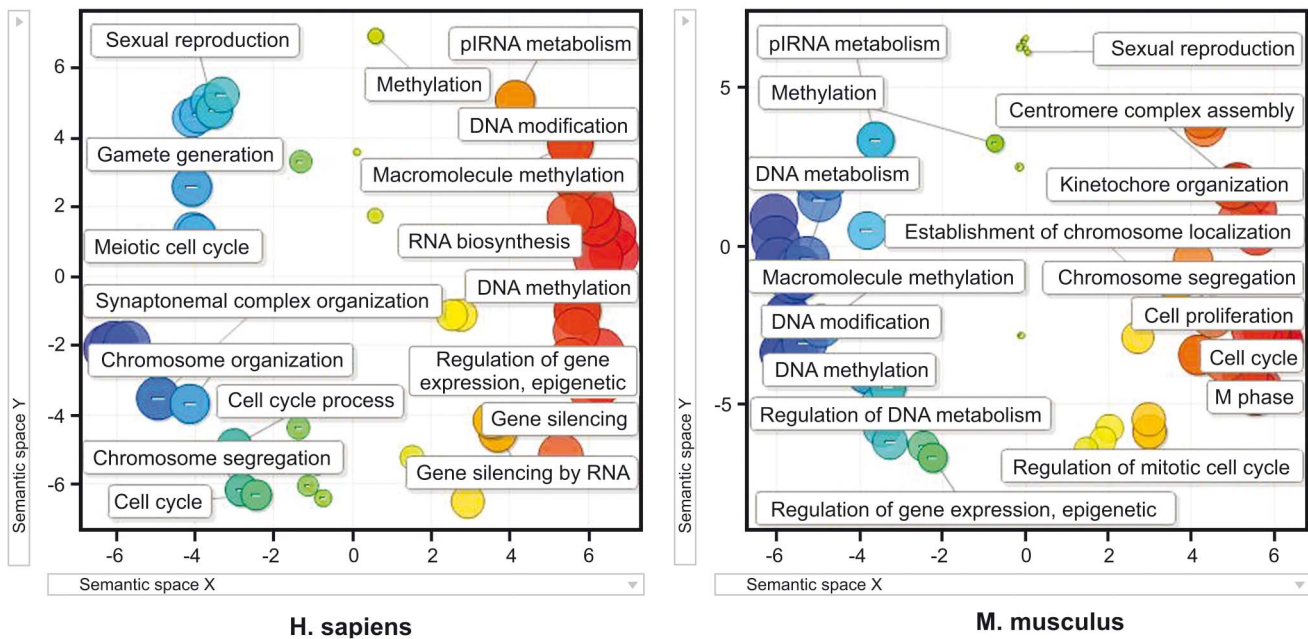 Sexual reproduction
pIRNA metabolism
Methylation
DNA modification
Gamete generation
Macromolecule methylation
RNA biosynthesis
Meiotic cell cycle
DNA methylation
Synaptonemal complex organization
Chromosome organization
Regulation of gene
expression, epigenetic
Cell cycle process
Gene silencing
Chromosome segregation
Gene silencing by RNA
Cell cycle
6
4
2
0
-2
-4
-6
Semantic space Y
-6 -4 -2 0 2 4 6
Semantic space X
H. sapiens
pIRNA metabolism
Sexual reproduction
Methylation
Centromere complex assembly
DNA metabolism
Kinetochore organization
Establishment of chromosome localization
Macromolecule methylation
Chromosome segregation
DNA modification
Cell proliferation
Cell cycle
DNA methylation
M phase
Regulation of DNA metabolism
Regulation of mitotic cell cycle
Regulation of gene expression, epigenetic
5
0
-5
Semantic space Y
-6 -4 -2 0 2 4 6
Semantic space X
M. musculus